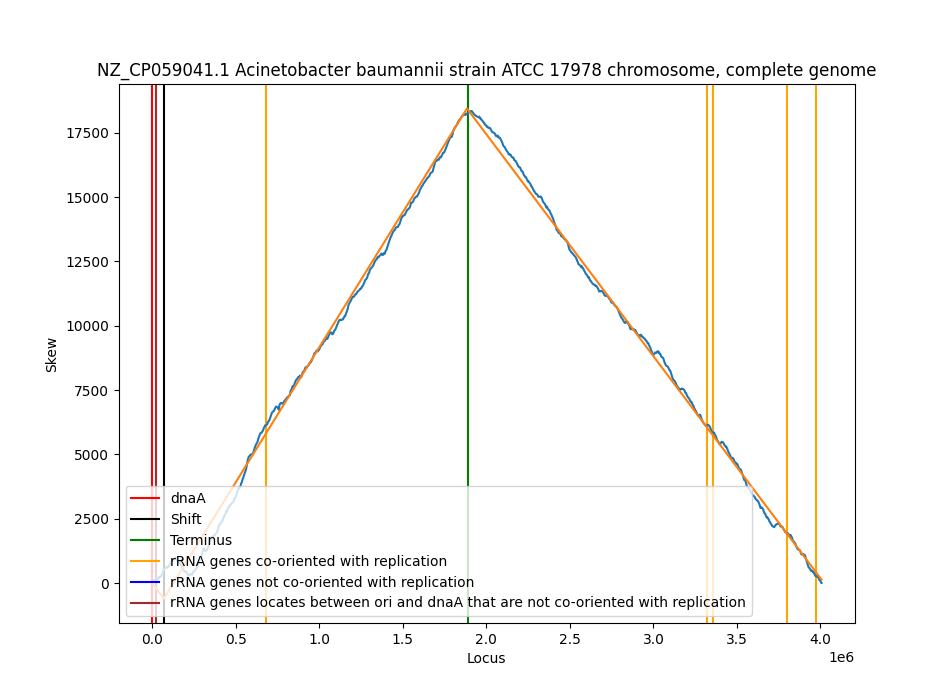 NZ_CP059041.1 Acinetobacter baumannii strain ATCC 17978 chromosome, complete genome
17500
15000
12500
10000
7500
5000
2500
0
Skew
dnaA
Shift
Terminus
rRNA genes co-oriented with replication
rRNA genes not co-oriented with replication
rRNA genes locates between ori and dnaA that are not co-oriented with replication
0.0 0.5 1.0 1.5 2.0 2.5 3.0 3.5 4.0
1e6
Locus